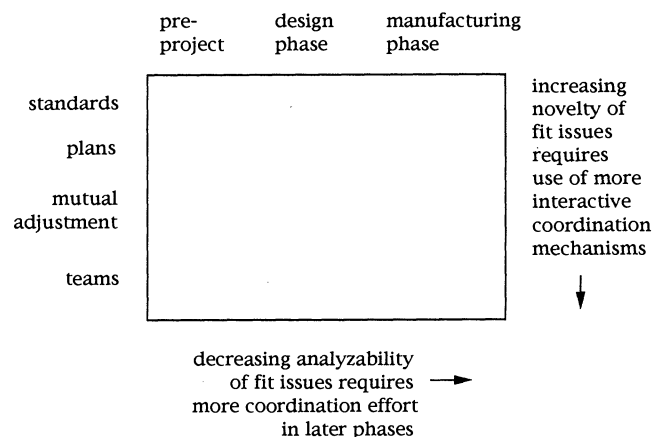 pre-
project
design
phase
manufacturing
phase
standards
plans
mutual
adjustment
teams
increasing
novelty of
fit issues
requires
use of more
interactive
coordination
mechanisms
decreasing analyzability
of fit issues requires
more coordination effort
in later phases